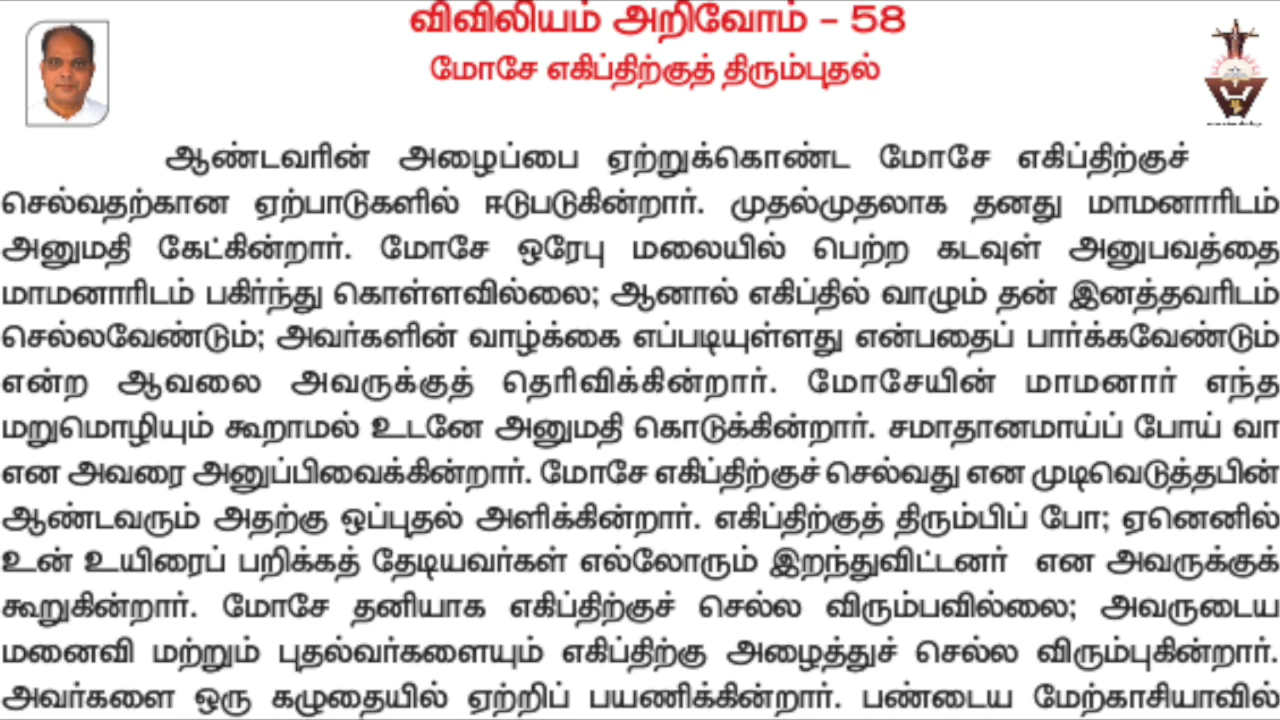 விவிலியம் அறிவோம் – 58
மோசே எகிப்திற்குத் திரும்புதல்
ஆண்டவரின் அழைப்பை ஏற்றுக்கொண்ட மோசே எகிப்திற்குச்
செல்வதற்கான ஏற்பாடுகளில் ஈடுபடுகின்றார். முதல்முதலாக தனது மாமனாரிடம்
அனுமதி கேட்கின்றார். மோசே ஒரேபு மலையில் பெற்ற கடவுள் அனுபவத்தை
மாமனாரிடம் பகிர்ந்து கொள்ளவில்லை; ஆனால் எகிப்தில் வாழும் தன் இனத்தவரிடம்
செல்லவேண்டும்; அவர்களின் வாழ்க்கை எப்படியுள்ளது என்பதைப் பார்க்கவேண்டும்
என்ற ஆவலை அவருக்குத் தெரிவிக்கின்றார். மோசேயின் மாமனார் எந்த
மறுமொழியும் கூறாமல் உடனே அனுமதி கொடுக்கின்றார். சமாதானமாய்ப் போய் வா
என அவரை அனுப்பிவைக்கின்றார். மோசே எகிப்திற்குச் செல்வது என முடிவெடுத்தபின்
ஆண்டவரும் அதற்கு ஒப்புதல் அளிக்கின்றார். எகிப்திற்குத் திரும்பிப் போ; ஏனெனில்
உன் உயிரைப் பறிக்கத் தேடியவர்கள் எல்லோரும் இறந்துவிட்டனர் என அவருக்குக்
கூறுகின்றார். மோசே தனியாக எகிப்திற்குச் செல்ல விரும்பவில்லை; அவருடைய
மனைவி மற்றும் புதல்வர்களையும் எகிப்திற்கு அழைத்துச் செல்ல விரும்புகின்றார்.
அவர்களை ஒரு கழுதையில் ஏற்றிப் பயணிக்கின்றார். பண்டைய மேற்காசியாவில்